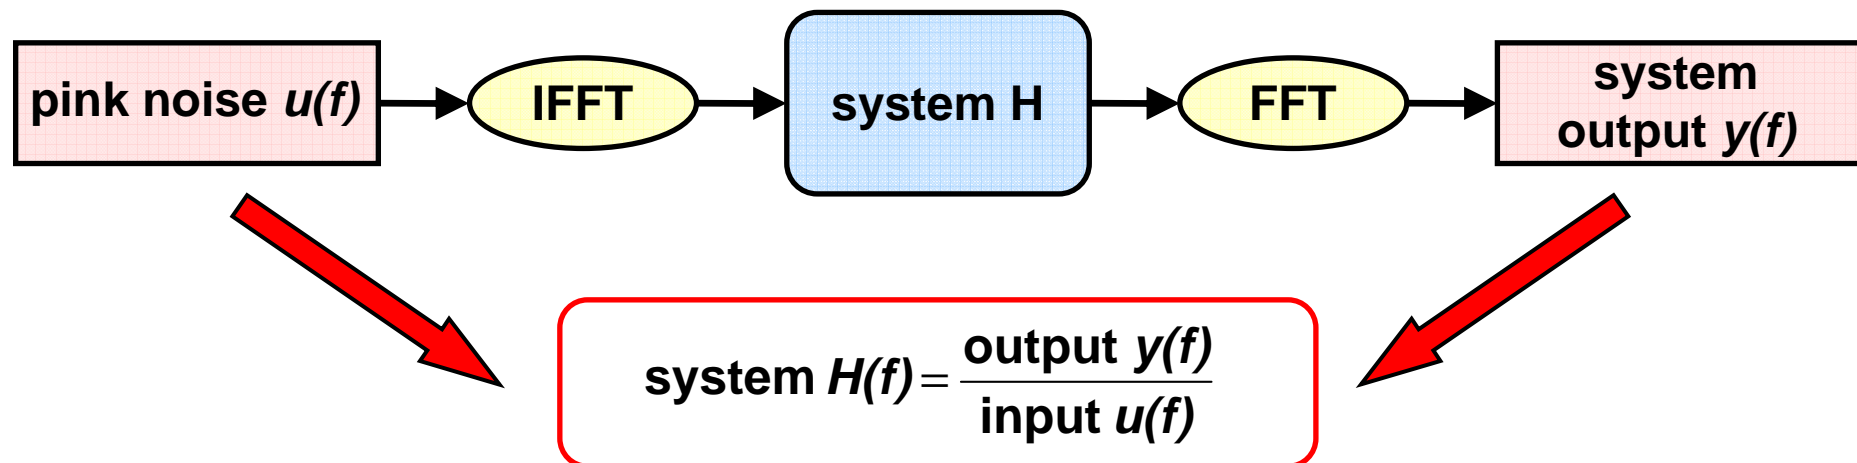 pink noise u(f)
IFFT
system H
FFT
system
output y(f)
system H(f) = output y(f)
input u(f)